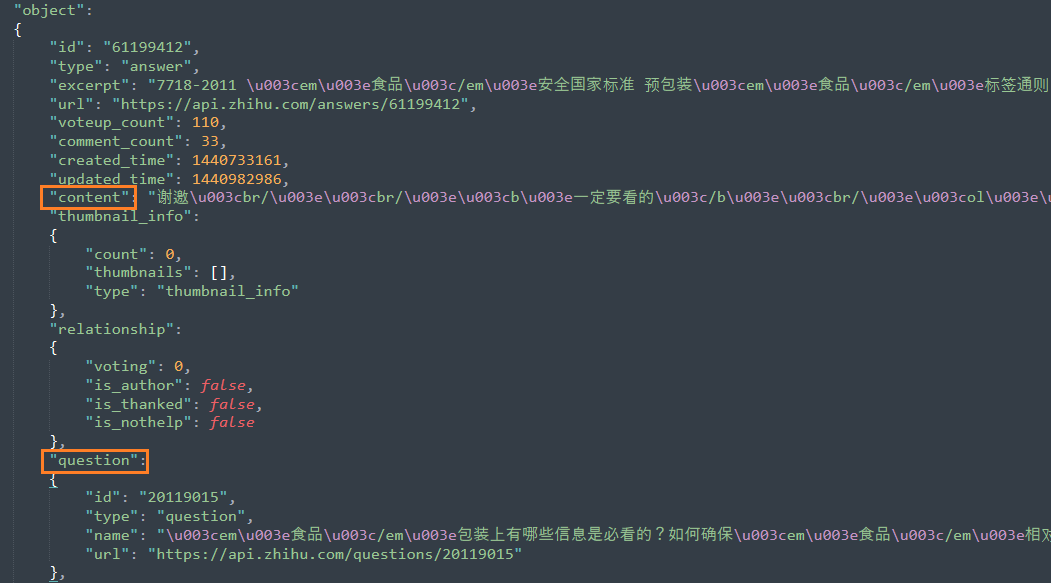 "object":
{
"id": "61199412",
"type": "answer",
"excerpt": "7718-2011 \u003cem\u003e食品\u003c/em\u003e安全国家标准 预包装\u003cem\u003e食品\u003c/em\u003e标签通则
"url": "https://api.zhihu.com/answers/61199412",
"voteup_count": 110,
"comment_count": 33,
"created_time": 1440733161,
"updated_time": 1440982986,
"content": "谢邀\u003cbr/\u003e\u003cbr/\u003e\u003cb\u003e一定要看的\u003c/b\u003e\u003cbr/\u003e\u003col\u003e\u
"thumbnail_info":
{
"count": 0,
"thumbnails": [],
"type": "thumbnail_info"
},
"relationship":
{
"voting": 0,
"is_author": false,
"is_thanked": false,
"is_nothelp": false
},
"question":
{
"id": "20119015",
"type": "question",
"name": "\u003cem\u003e食品\u003c/em\u003e包装上有哪些信息是必看的？如何确保\u003cem\u003e食品\u003c/em\u003e相对
"url": "https://api.zhihu.com/questions/20119015"
},